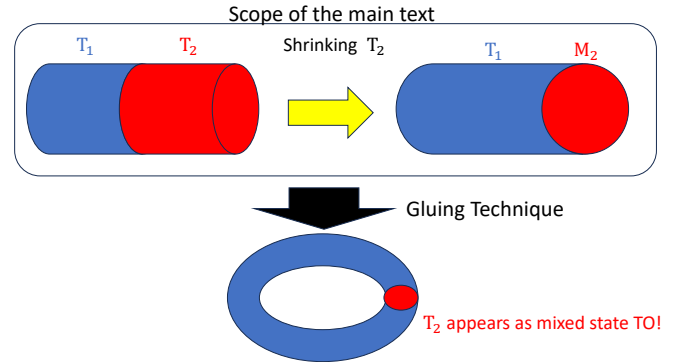 Scope of the main text
T₁ T₂ Shrinking T₂ T₁ M₂
Gluing Technique
T₂ appears as mixed state TO!